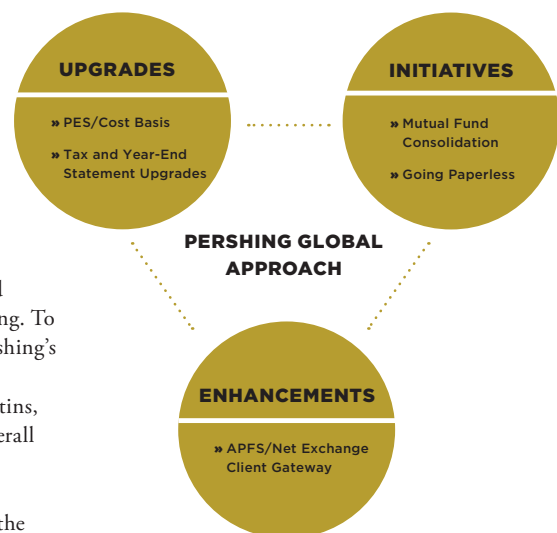 UPGRADES
» PES/Cost Basis
» Tax and Year-End
Statement Upgrades
INITIATIVES
» Mutual Fund
Consolidation
» Going Paperless
PERSHING GLOBAL
APPROACH
ENHANCEMENTS
» APFS/Net Exchange
Client Gateway
ng. To
shing’s
tins,
erall
the